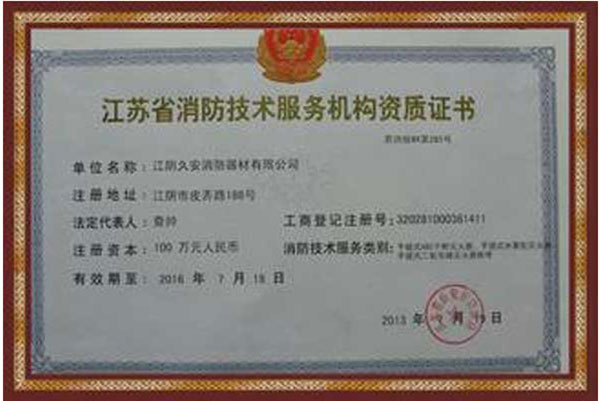 江苏省消防技术服务机构资质证书
单位名称：江阴久安消防器材有限公司
注册地址：江阴市皮弄路188号
法定代表人：查帅
工商登记注册号：320281000361411
注册资本：100 万元人民币
消防技术服务类别：
有效期至：2016 年 7 月 18 日
2013 年 月 19 日